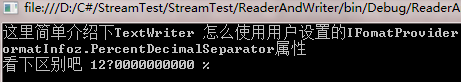 file:///D:/C#/StreamTest/StreamTest/ReaderAndWriter/bin/Debug/ReaderA
这里简单介绍下TextWriter 怎么使用用户设置的IFomatProvider
ormatInfoz.PercentDecimalSeparator属性
看下区别吧 12?0000000000 %